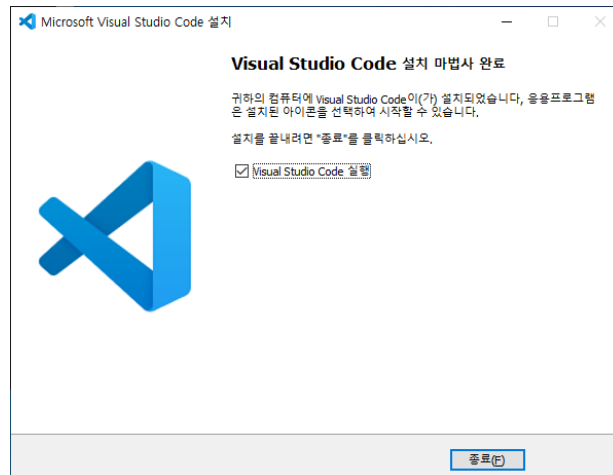 Microsoft Visual Studio Code 설치
Visual Studio Code 설치 마법사 완료
귀하의 컴퓨터에 Visual Studio Code이(가) 설치되었습니다, 응용프로그램
은 설치된 아이콘을 선택하여 시작할 수 있습니다.
설치를 끝내려면 "종료"를 클릭하십시오.
Visual Studio Code 실행
종료(F)